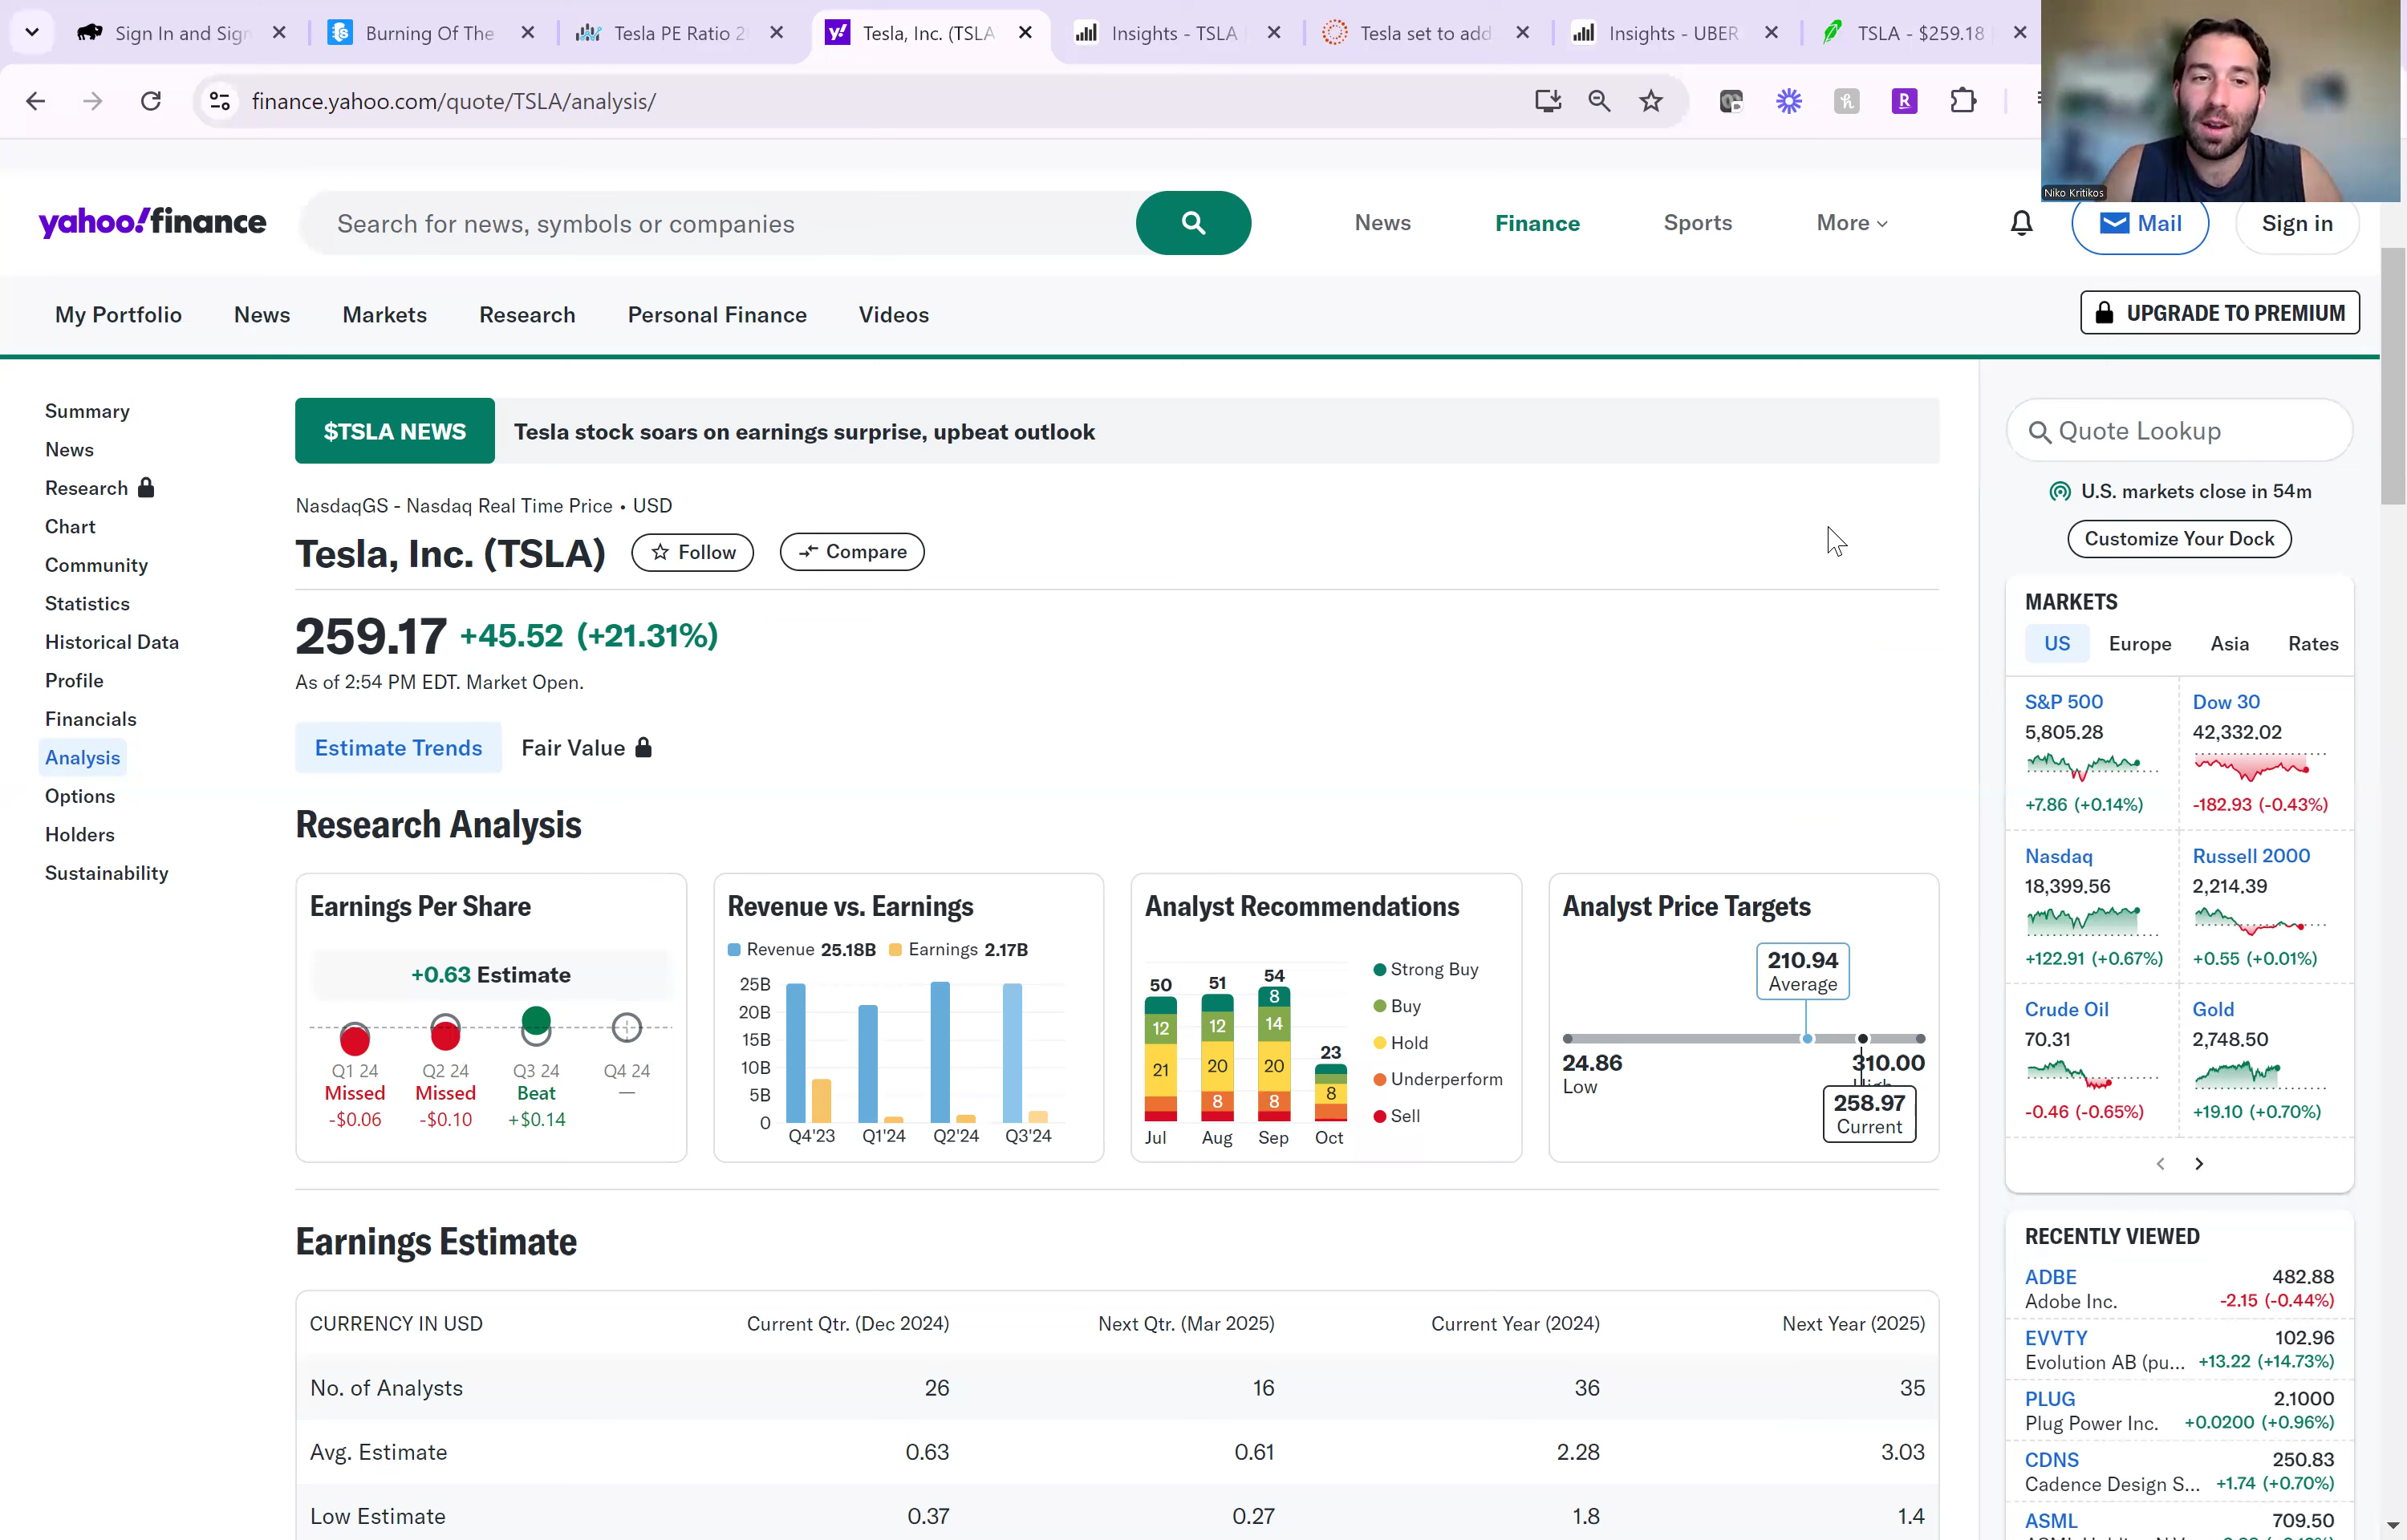 Sign In and Sign
Burning Of The
Tesla PE Ratio 2
Tesla, Inc. (TSLA
Insights - TSLA
Tesla set to add
Insights - UBER
TSLA - $259.18
finance.yahoo.com/quote/TSLA/analysis/
Niko Kritikos
yahoo!finance
Search for news, symbols or companies
News
Finance
Sports
More
Mail
Sign in
My Portfolio
News
Markets
Research
Personal Finance
Videos
UPGRADE TO PREMIUM
Summary
News
Research
Chart
Community
Statistics
Historical Data
Profile
Financials
Analysis
Options
Holders
Sustainability
$TSLA NEWS
Tesla stock soars on earnings surprise, upbeat outlook
NasdaqGS - Nasdaq Real Time Price • USD
Tesla, Inc. (TSLA)
Follow
Compare
259.17 +45.52 (+21.31%)
As of 2:54 PM EDT. Market Open.
Estimate Trends
Fair Value
Research Analysis
Earnings Per Share
+0.63 Estimate
Q1 24 Q2 24 Q3 24 Q4 24
Missed Missed Beat —
-$0.06 -$0.10 +$0.14
Revenue vs. Earnings
Revenue 25.18B Earnings 2.17B
25B
20B
15B
10B
5B
0
Q4'23 Q1'24 Q2'24 Q3'24
Analyst Recommendations
50 51 54 23
8
12 12 14
21 20 20 8
8 8
Jul Aug Sep Oct
Strong Buy
Buy
Hold
Underperform
Sell
Analyst Price Targets
210.94
Average
24.86
Low
310.00
High
258.97
Current
Earnings Estimate
CURRENCY IN USD Current Qtr. (Dec 2024) Next Qtr. (Mar 2025) Current Year (2024) Next Year (2025)
No. of Analysts 26 16 36 35
Avg. Estimate 0.63 0.61 2.28 3.03
Low Estimate 0.37 0.27 1.8 1.4
Quote Lookup
U.S. markets close in 54m
Customize Your Dock
MARKETS
US Europe Asia Rates
S&P 500 Dow 30
5,805.28 42,332.02
+7.86 (+0.14%) -182.93 (-0.43%)
Nasdaq Russell 2000
18,399.56 2,214.39
+122.91 (+0.67%) +0.55 (+0.01%)
Crude Oil Gold
70.31 2,748.50
-0.46 (-0.65%) +19.10 (+0.70%)
RECENTLY VIEWED
ADBE 482.88
Adobe Inc. -2.15 (-0.44%)
EVVTY 102.96
Evolution AB (pu... +13.22 (+14.73%)
PLUG 2.1000
Plug Power Inc. +0.0200 (+0.96%)
CDNS 250.83
Cadence Design S... +1.74 (+0.70%)
ASML 709.50